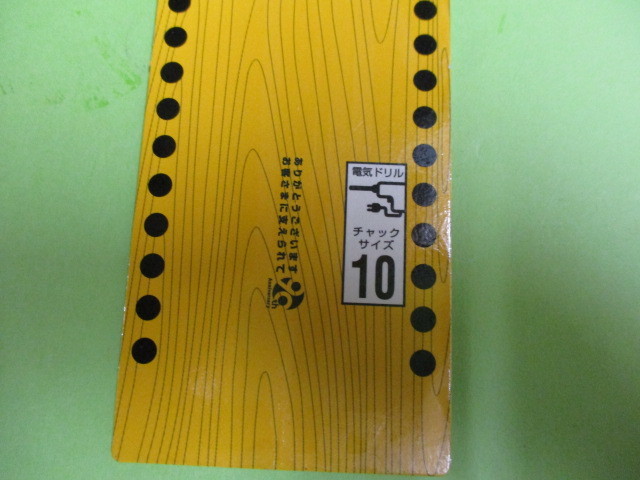 電気ドリル
チャック
サイズ
10
お客さまに支えられて
ありがとうございます
th